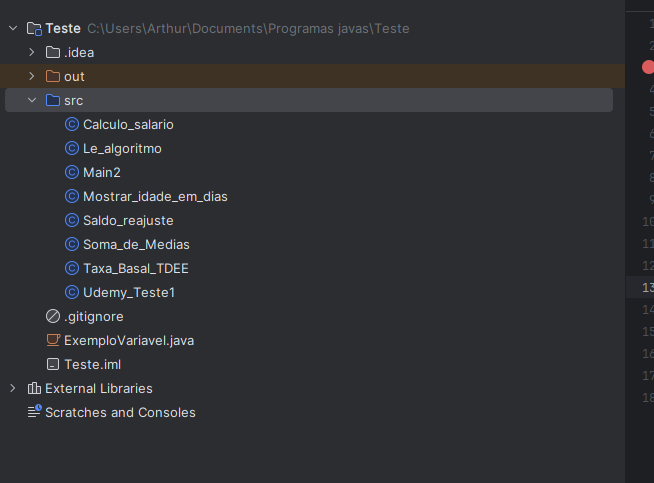 Teste C:\Users\Arthur\Documents\Programas javas\Teste
.idea
out
src
Calculo_salario
Le_algoritmo
Main2
Mostrar_idade_em_dias
Saldo_reajuste
Soma_de_Medias
Taxa_Basal_TDEE
Udemy_Teste1
.gitignore
ExemploVariavel.java
Teste.iml
External Libraries
Scratches and Consoles
1
2
4
5
6
7
8
9
10
11
12
13
14
15
16
17
18